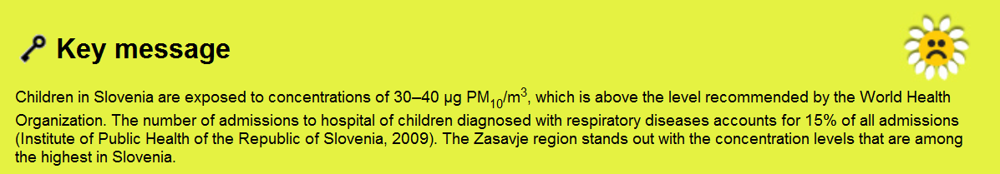 Key message
Children in Slovenia are exposed to concentrations of 30–40 µg PM₁₀/m³, which is above the level recommended by the World Health
Organization. The number of admissions to hospital of children diagnosed with respiratory diseases accounts for 15% of all admissions
(Institute of Public Health of the Republic of Slovenia, 2009). The Zasavje region stands out with the concentration levels that are among
the highest in Slovenia.